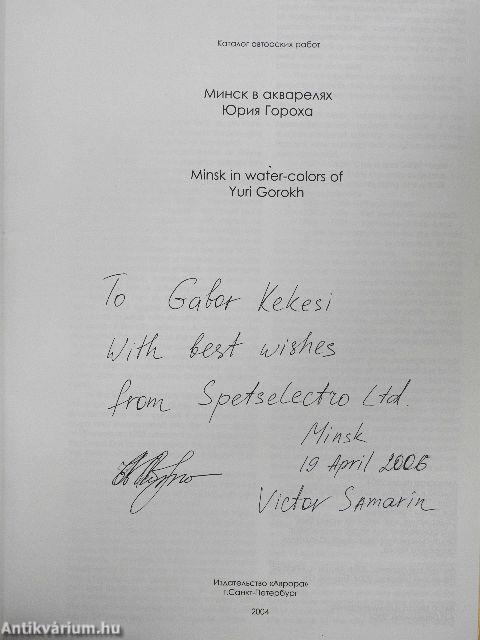 Каталог авторских работ
Минск в акварелях
Юрия Гороха
Minsk in water-colors of
Yuri Gorokh
To Gabor Kekesi
With best wishes
from Spetselectro Ltd.
Minsk
19 April 2006
Victor Samarin
Издательство «Аврора»
г.Санкт-Петербург
2004
Antikvárium.hu